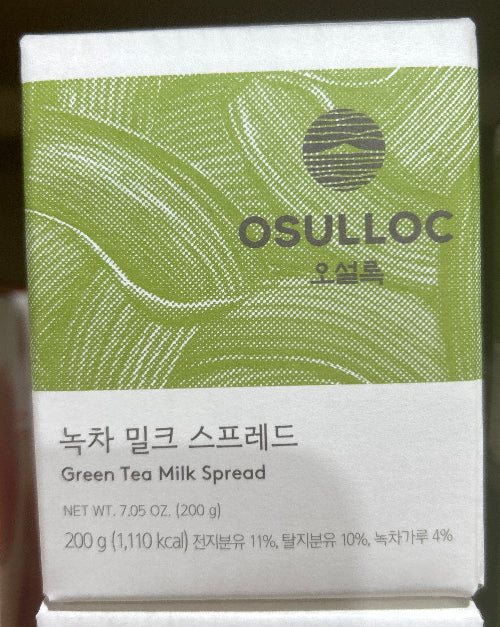 OSULLOC
오설록
녹차 밀크 스프레드
Green Tea Milk Spread
NET WT. 7.05 OZ. (200 g)
200 g (1,110 kcal) 전지분유 11%, 탈지분유 10%, 녹차가루 4%